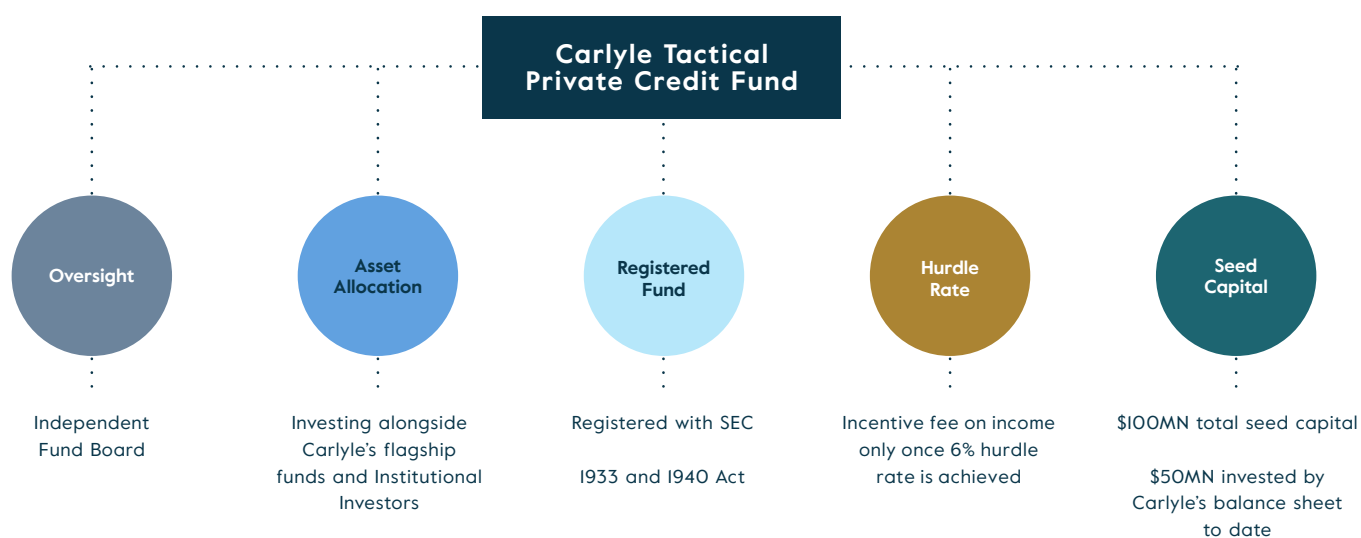 Carlyle Tactical
Private Credit Fund
Oversight
Asset
Allocation
Registered
Fund
Hurdle
Rate
Seed
Capital
Independent
Fund Board
Investing alongside
Carlyle's flagship
funds and Institutional
Investors
Registered with SEC
1933 and 1940 Act
Incentive fee on income
only once 6% hurdle
rate is achieved
$100MN total seed capital
$50MN invested by
Carlyle's balance sheet
to date